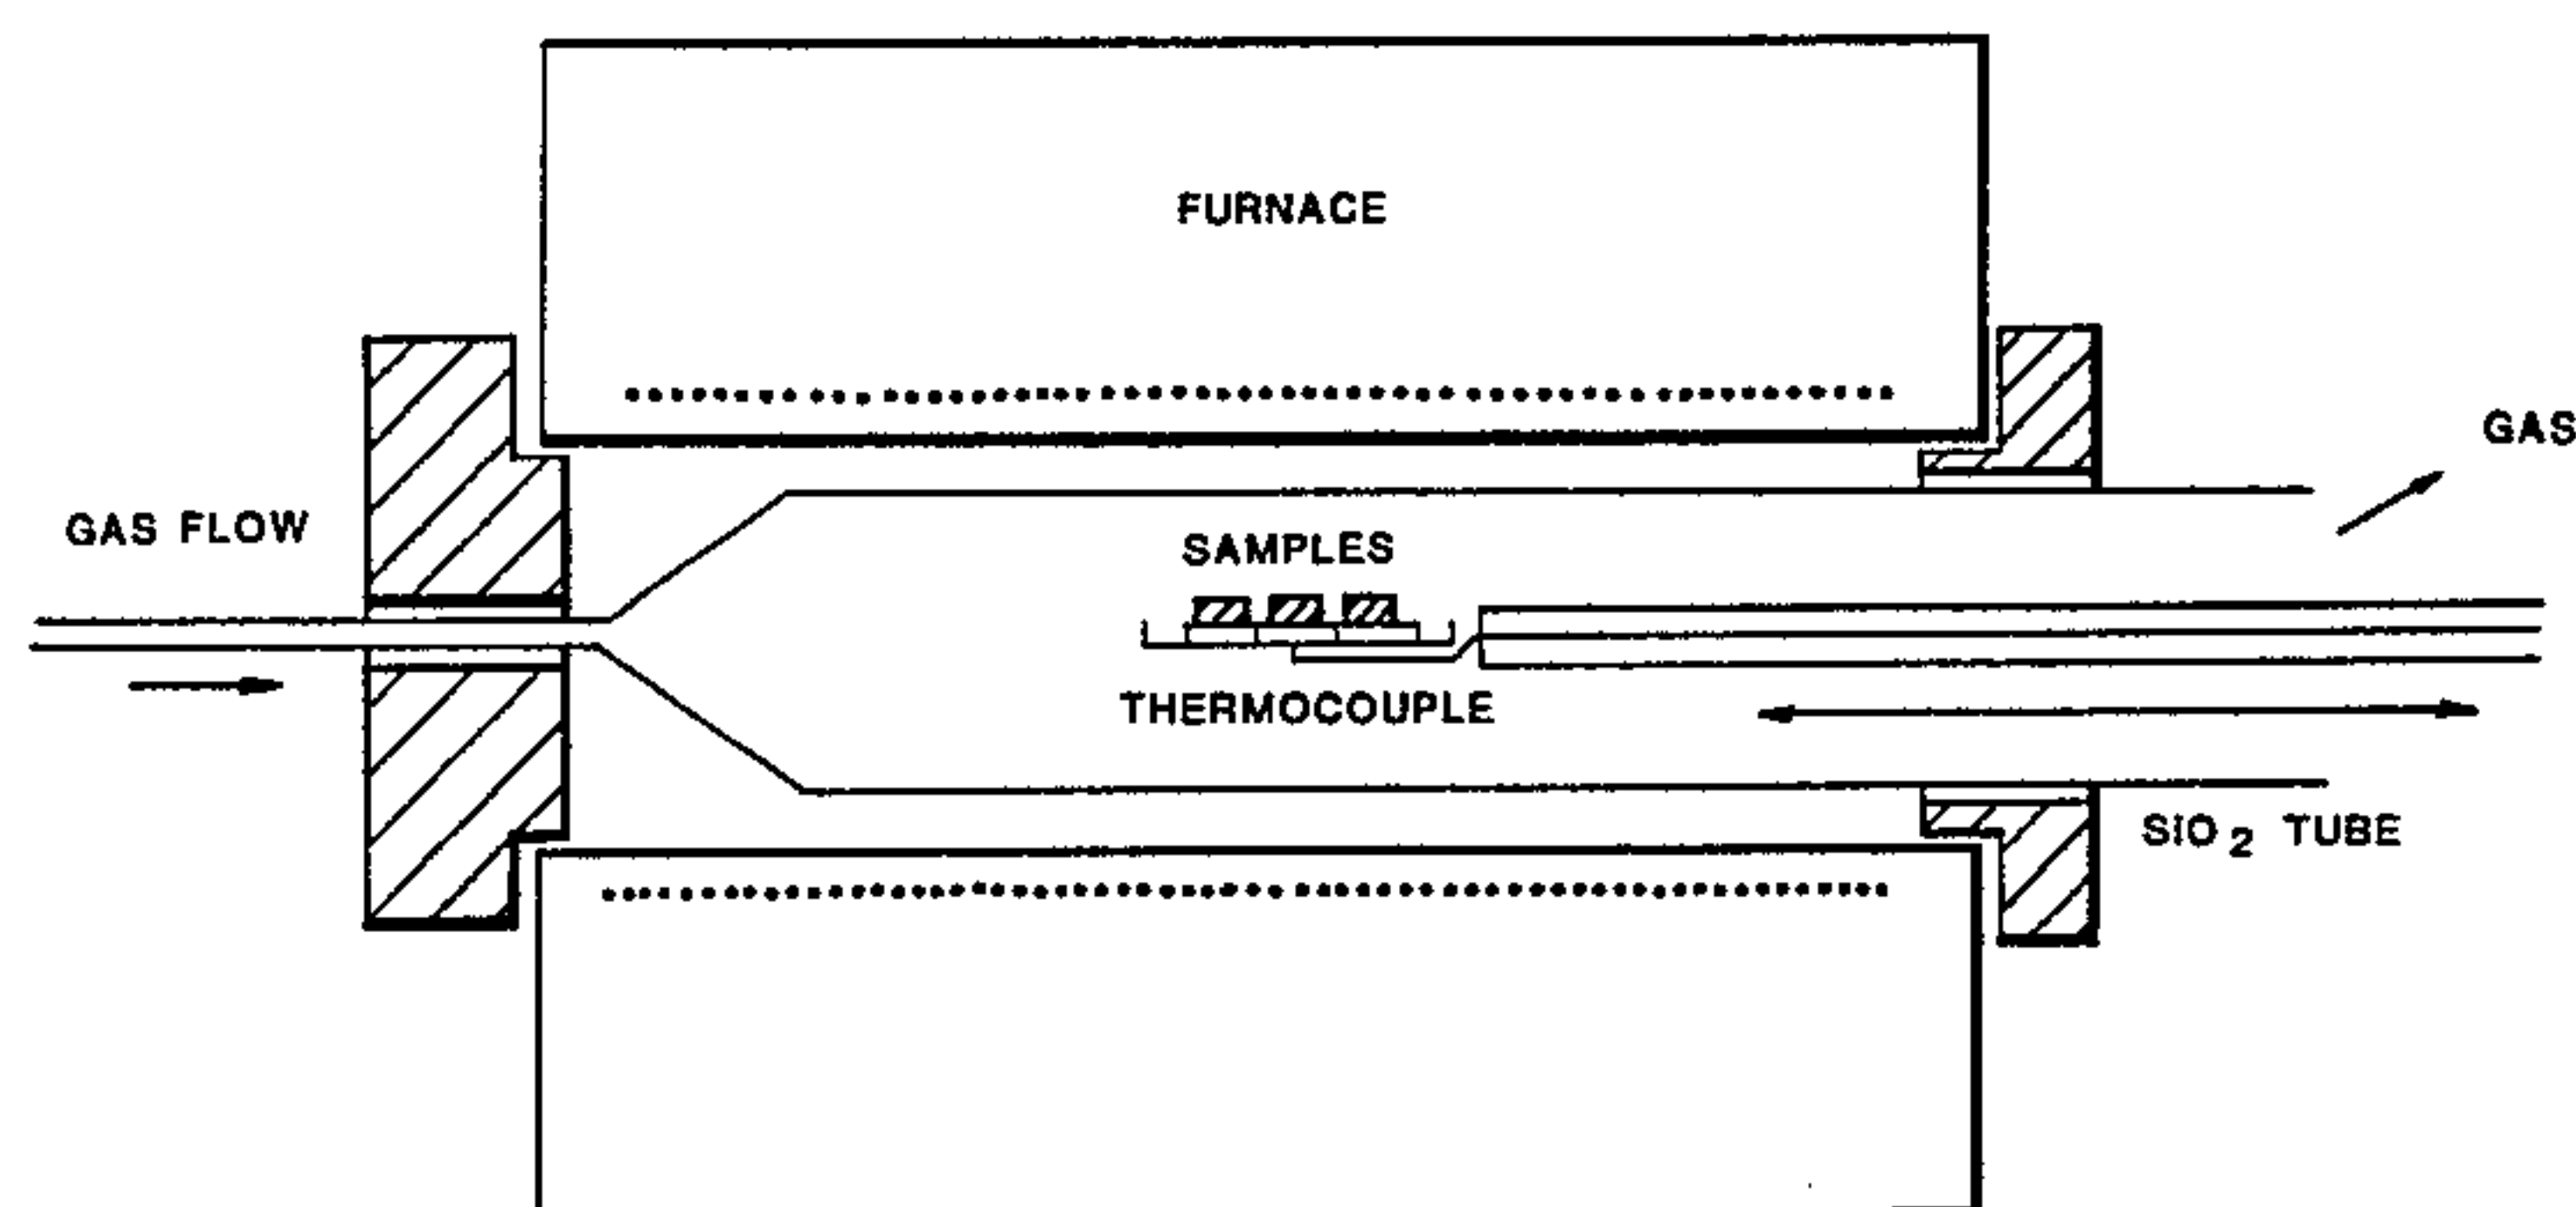 FURNACE
GAS
GAS FLOW
SAMPLES
THERMOCOUPLE
SIO2 TUBE